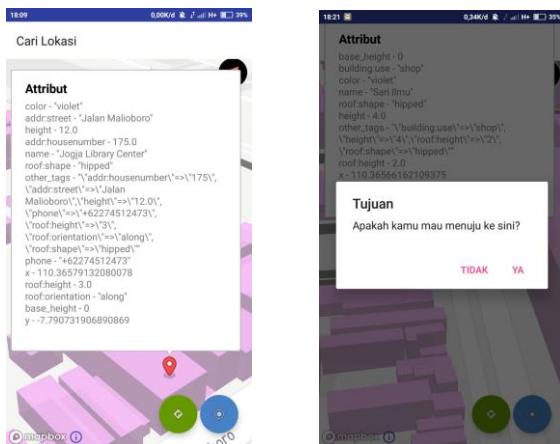 18:09
0,00K/d
H+
39%
Cari Lokasi
Attribut
color - "violet"
addr:street - "Jalan Malioboro"
height - 12.0
addr:housenumber - 175.0
name - "Jogja Library Center"
roof:shape - "hipped"
other_tags - "\"addr:housenumber\"=>\"175\",
\"addr:street\"=>\"Jalan
Malioboro\",\"height\"=>\"12.0\",
\"phone\"=>\"+62274512473\",
\"roof:height\"=>\"3\",
\"roof:orientation\"=>\"along\",
\"roof:shape\"=>\"hipped\""
phone - "+62274512473"
x - 110.36579132080078
roof:height - 3.0
roof:orientation - "along"
base_height - 0
y - -7.790731906890869
mapbox
18:21
0,34K/d
H+
35%
Attribut
base_height - 0
building:use - "shop"
color - "violet"
name - "Sari Ilmu"
roof:shape - "hipped"
height - 4.0
other_tags - "\"building:use\"=>\"shop\",
\"height\"=>\"4\",\"roof:height\"=>\"2\",
\"roof:shape\"=>\"hipped\""
roof:height - 2.0
x - 110.36566162109375
Tujuan
Apakah kamu mau menuju ke sini?
TIDAK YA
mapbox